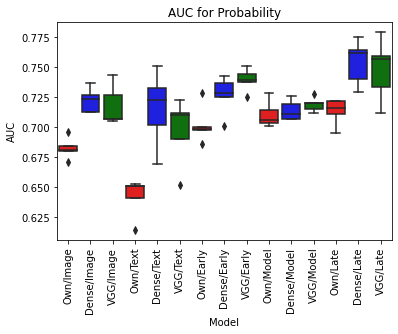 AUC for Probability
AUC
0.775
0.750
0.725
0.700
0.675
0.650
0.625
Own/Image
Dense/Image
VGG/Image
Own/Text
Dense/Text
VGG/Text
Own/Early
Dense/Early
VGG/Early
Own/Model
Dense/Model
VGG/Model
Own/Late
Dense/Late
VGG/Late
Model